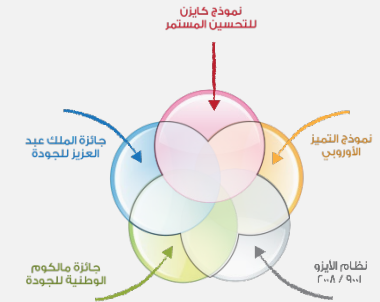 نموذج كايزن
للتحسين المستمر
نموذج التميز
الأوروبي
جائزة الملك عبد
العزيز للجودة
نظام الأيزو
٩٠٠١ / ٢٠٠٨
جائزة مالكوم
الوطنية للجودة